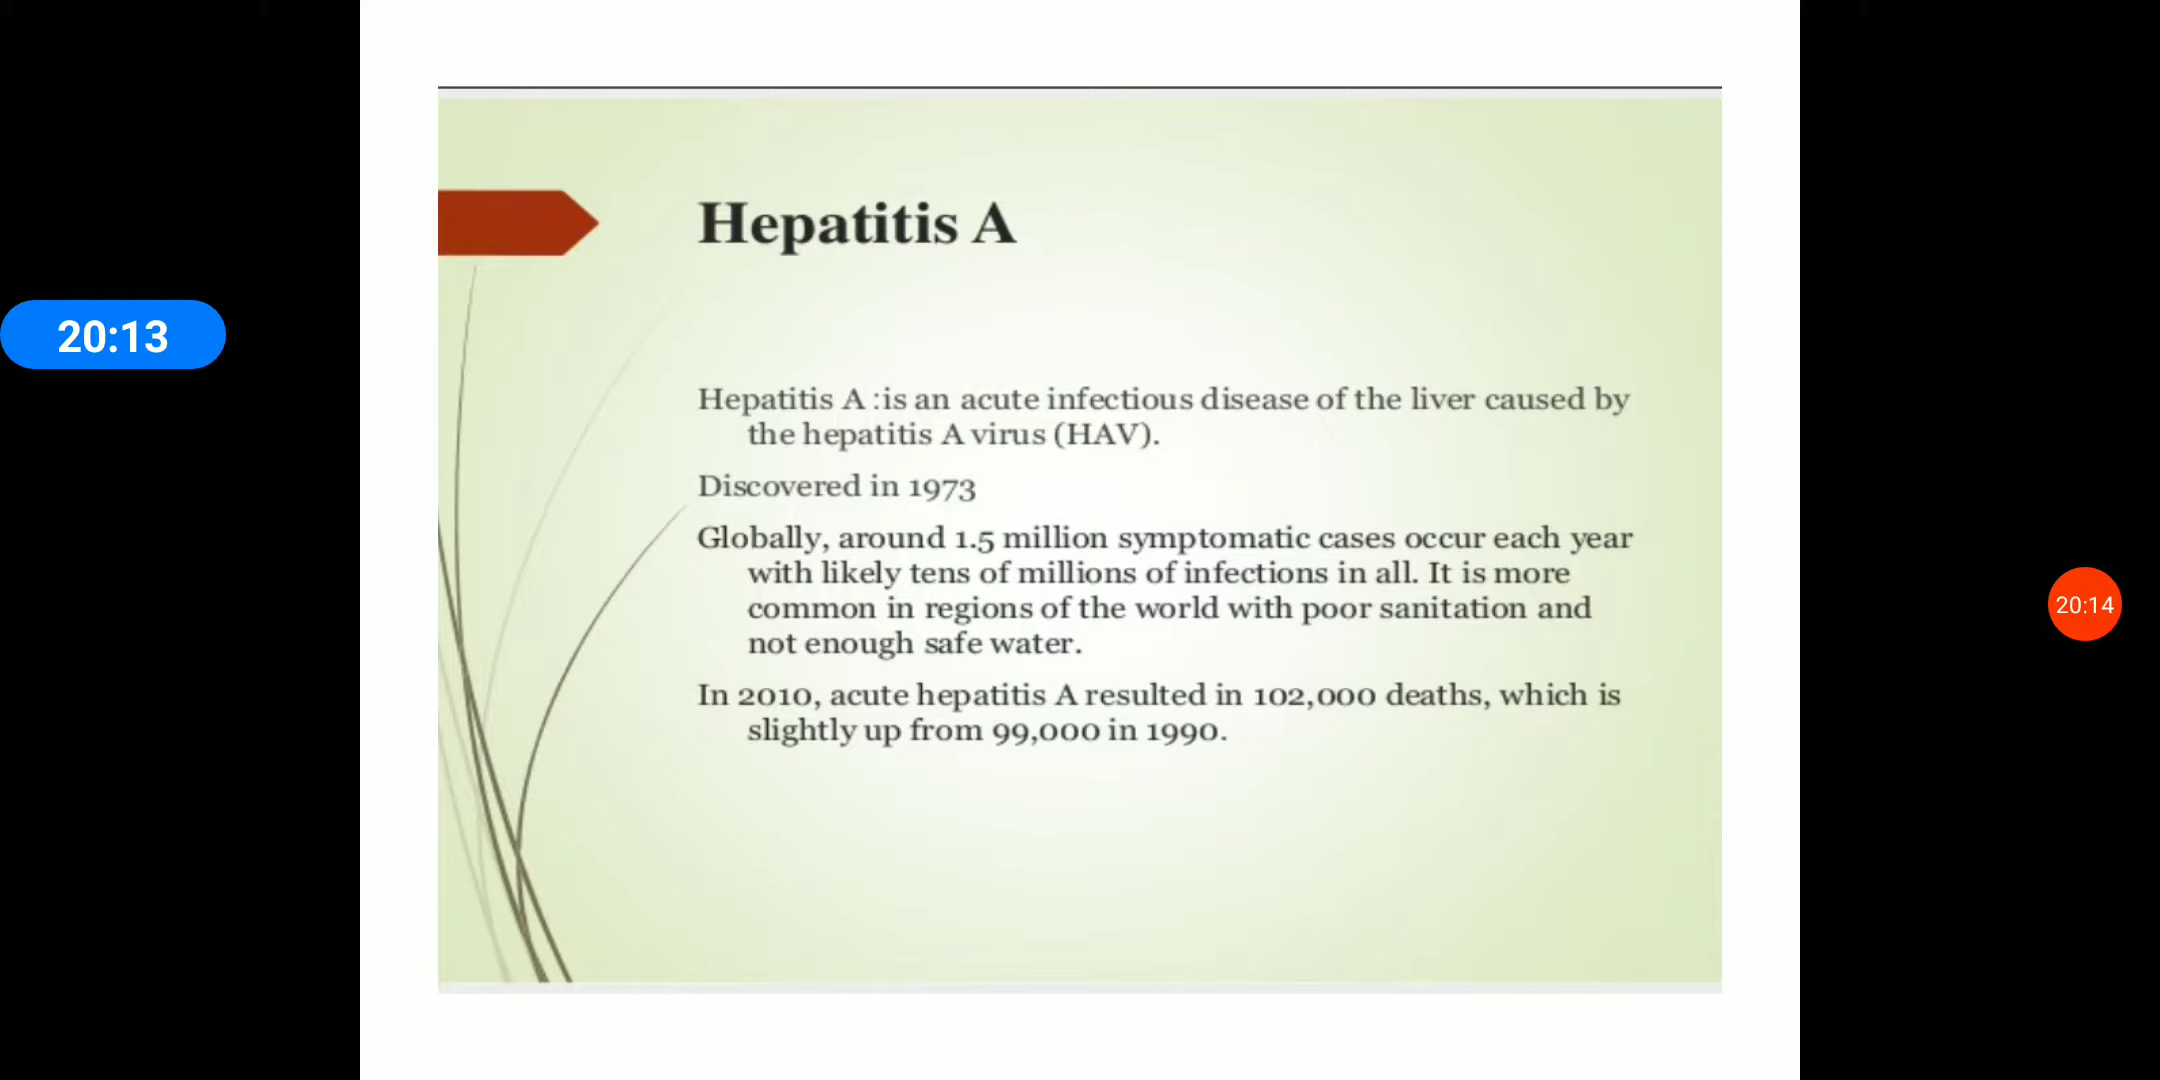 Hepatitis A
20:13
Hepatitis A :is an acute infectious disease of the liver caused by
the hepatitis A virus (HAV).
Discovered in 1973
Globally, around 1.5 million symptomatic cases occur each year
with likely tens of millions of infections in all. It is more
common in regions of the world with poor sanitation and
not enough safe water.
20:14
In 2010, acute hepatitis A resulted in 102,000 deaths, which is
slightly up from 99,000 in 1990.